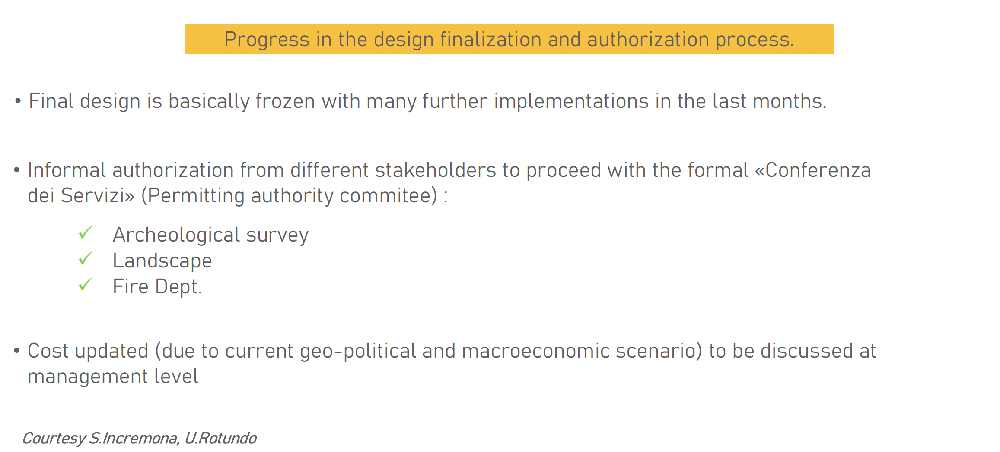 Progress in the design finalization and authorization process.
• Final design is basically frozen with many further implementations in the last months.
• Informal authorization from different stakeholders to proceed with the formal «Conferenza
dei Servizi» (Permitting authority commitee) :
✓ Archeological survey
✓ Landscape
✓ Fire Dept.
• Cost updated (due to current geo-political and macroeconomic scenario) to be discussed at
management level
Courtesy S.Incremona, U.Rotundo